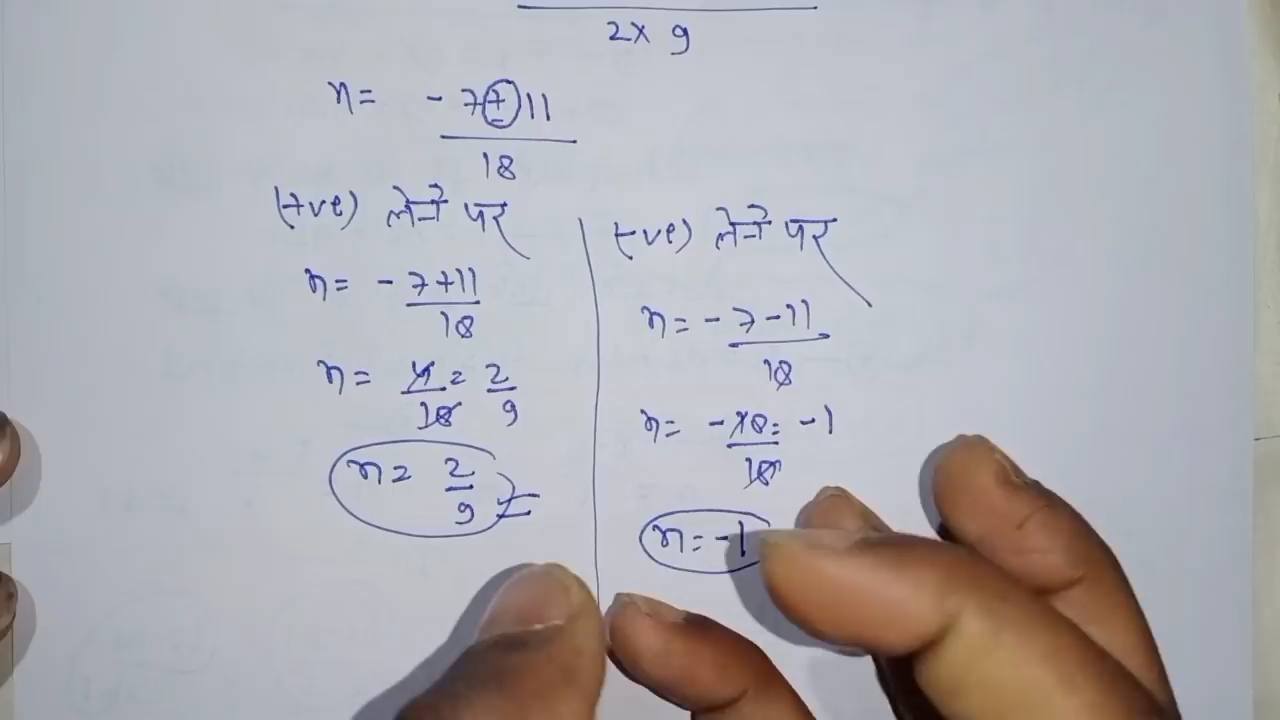 2x 9
x = -7±11
18
(+ve) लेने पर
x = -7+11
18
x = 4 = 2
18 9
x = 2
9
(-ve) लेने पर
x = -7-11
18
x = -18 = -1
18
x = -1